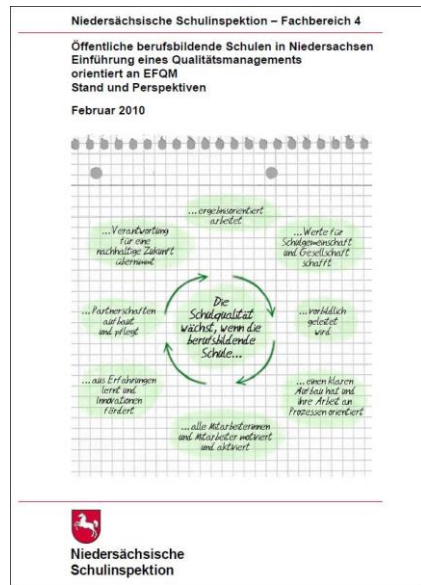 Niedersächsische Schulinspektion – Fachbereich 4
Öffentliche berufsbildende Schulen in Niedersachsen
Einführung eines Qualitätsmanagements
orientiert an EFQM
Stand und Perspektiven
Februar 2010
...ergebnisorientiert
arbeitet
...Werte für
Schulgemeinschaft
und Gesellschaft
schafft
...vorbildlich
geleitet
wird
...einen klaren
Aufbau hat und
ihre Arbeit an
Prozessen orientiert
...alle Mitarbeiterinnen
und Mitarbeiter motiviert
und aktiviert
...aus Erfahrungen
lernt und
Innovationen
fördert
...Partnerschaften
aufbaut
und pflegt
...Verantwortung
für eine
nachhaltige Zukunft
übernimmt
Die
Schulqualität
wächst, wenn die
berufsbildende
Schule...
Niedersächsische
Schulinspektion